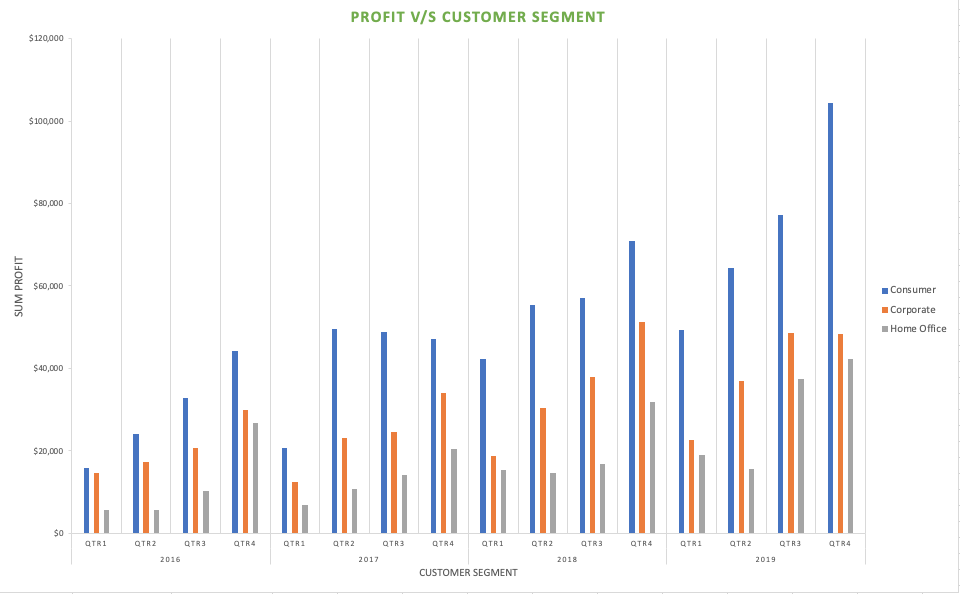 PROFIT V/S CUSTOMER SEGMENT
$120,000
$100,000
$80,000
$60,000
$40,000
$20,000
$0
SUM PROFIT
QTR1 QTR2 QTR3 QTR4 QTR1 QTR2 QTR3 QTR4 QTR1 QTR2 QTR3 QTR4 QTR1 QTR2 QTR3 QTR4
2016 2017 2018 2019
CUSTOMER SEGMENT
Consumer
Corporate
Home Office